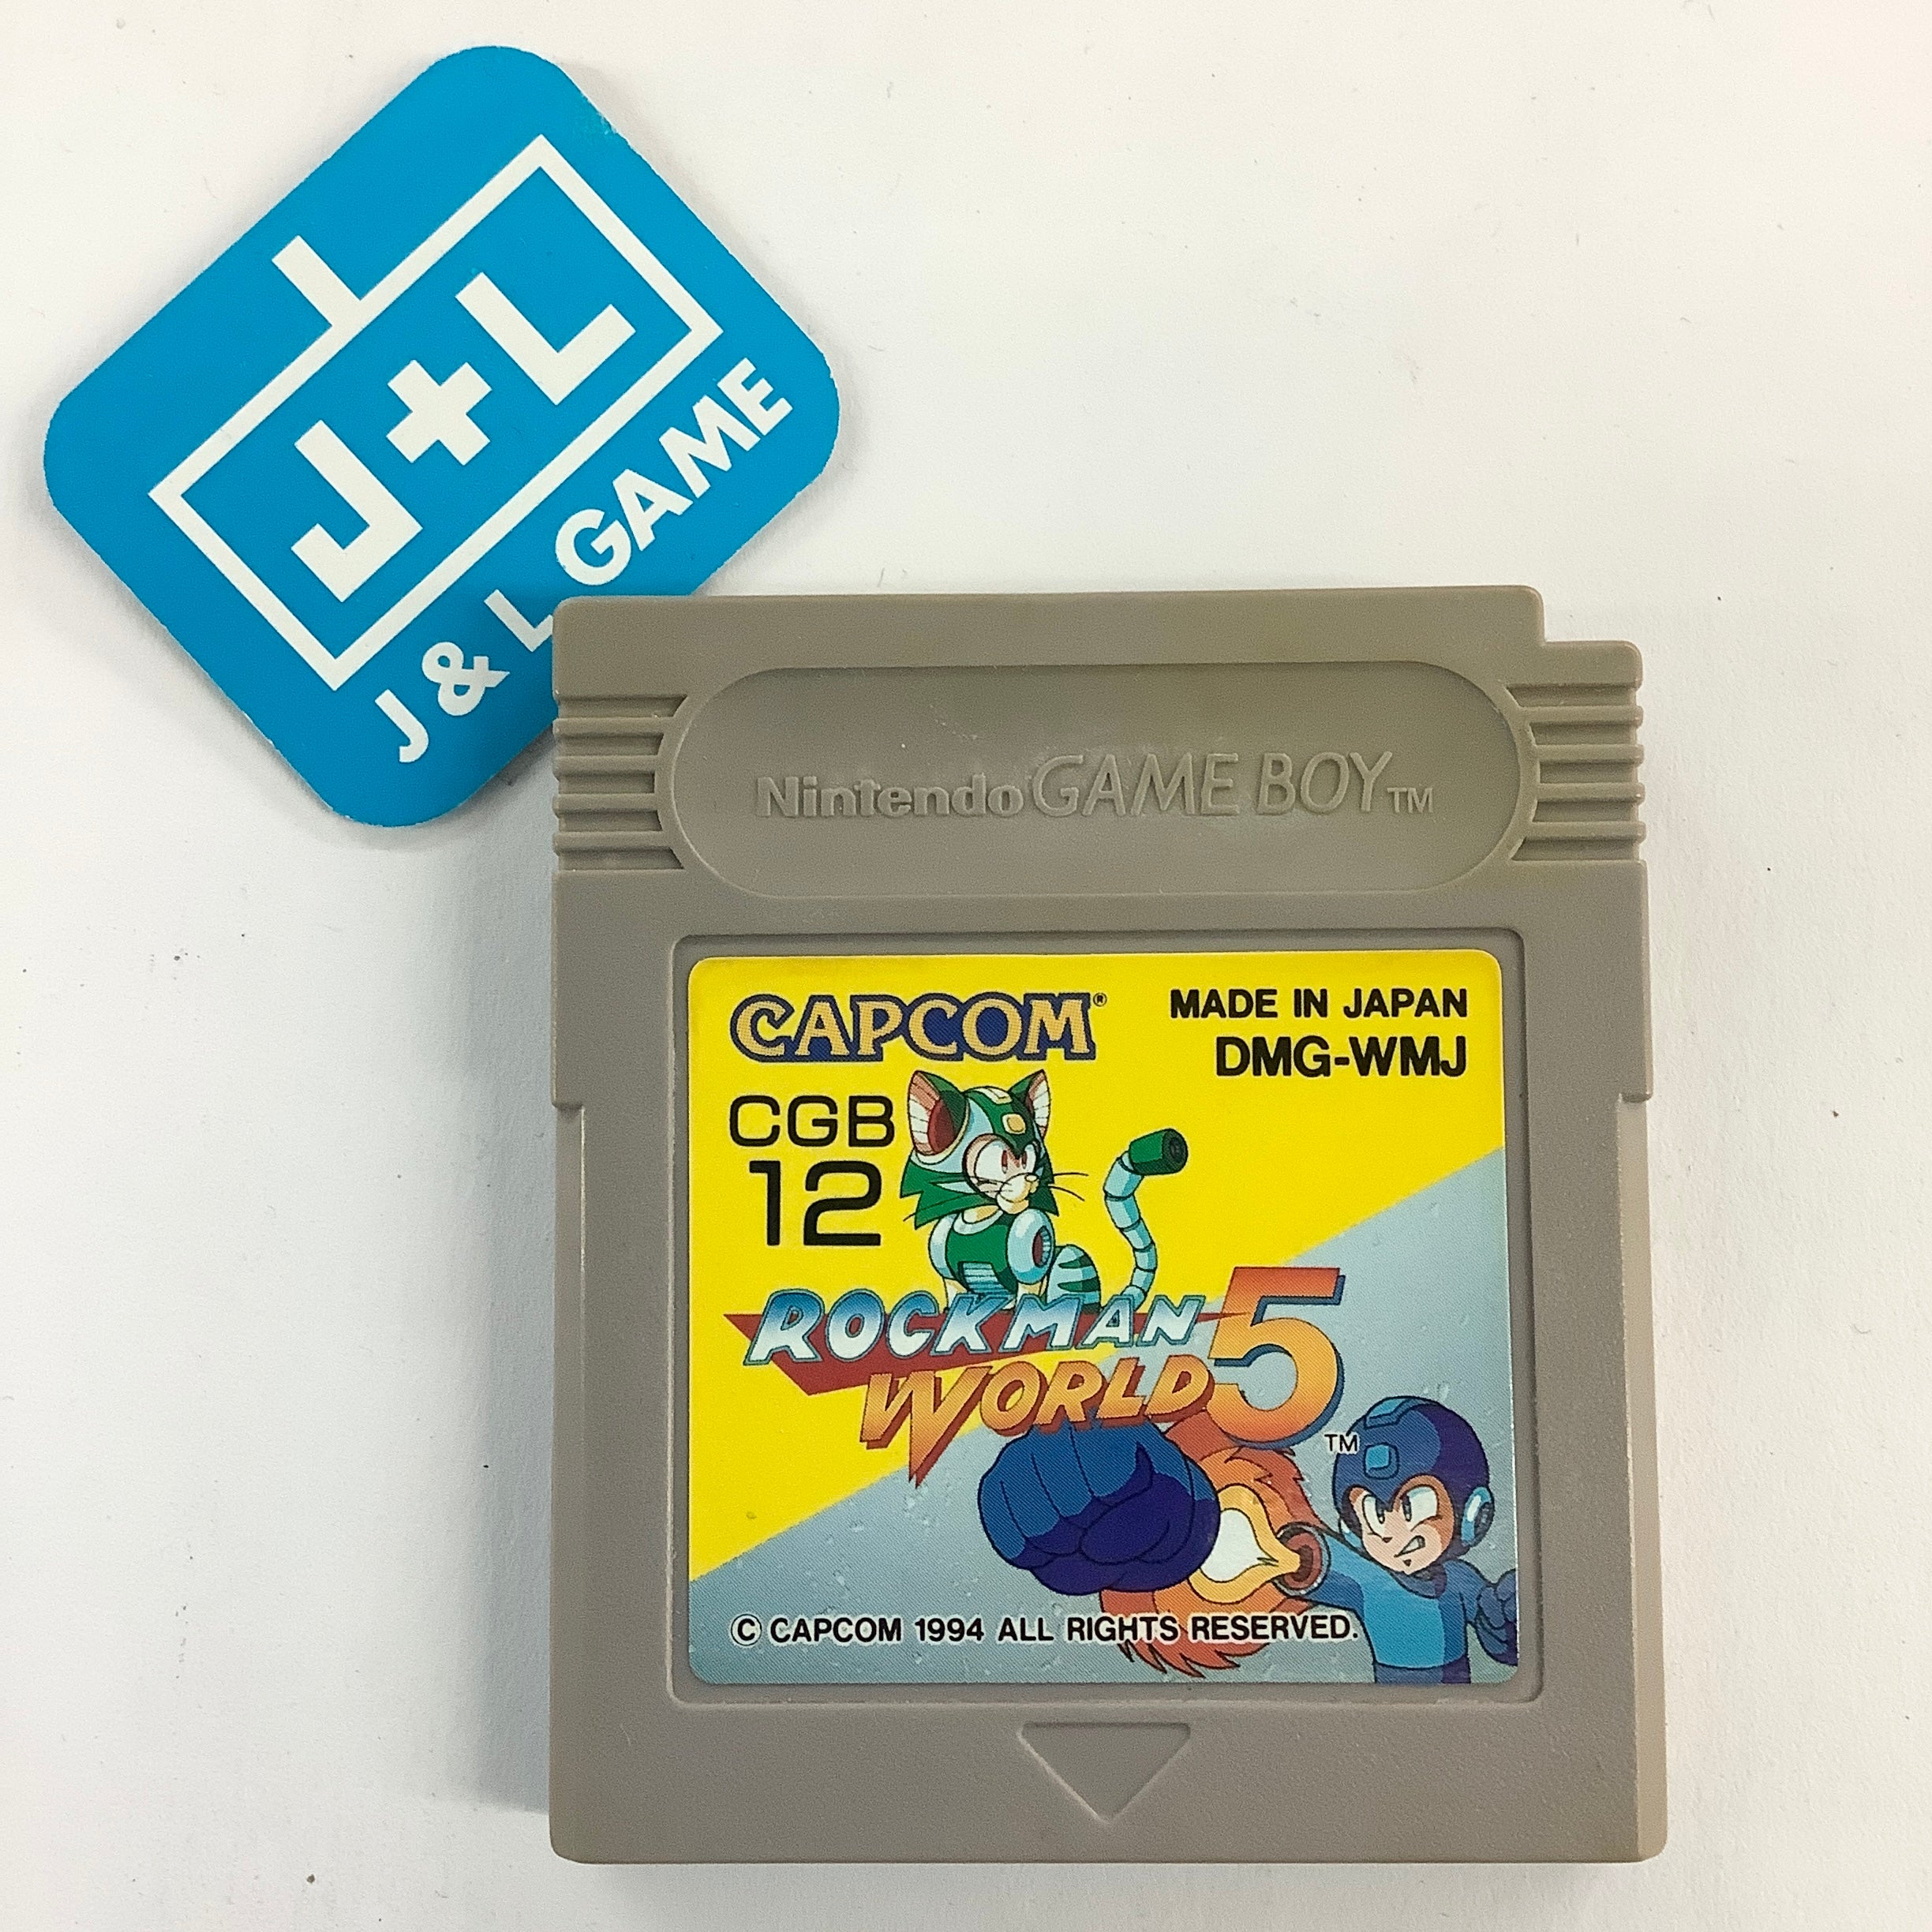 J+L
J & L GAME
Nintendo GAME BOY TM
CAPCOM®
MADE IN JAPAN
DMG-WMJ
CGB
12
ROCKMAN
WORLD 5
TM
© CAPCOM 1994 ALL RIGHTS RESERVED.